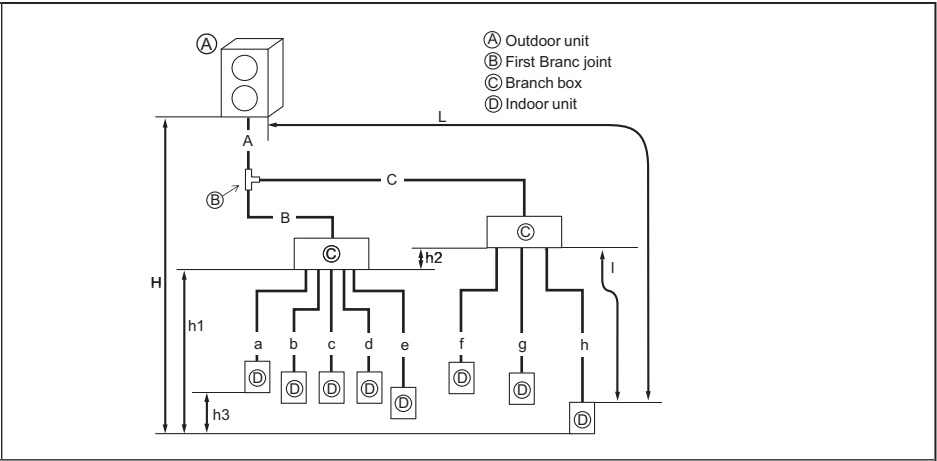 Ⓐ
Ⓐ Outdoor unit
Ⓑ First Branc joint
Ⓒ Branch box
Ⓓ Indoor unit
L
A
C
Ⓑ
B
Ⓒ
Ⓒ
h2
H
l
h1
a b c d e f g h
Ⓓ Ⓓ Ⓓ Ⓓ Ⓓ Ⓓ Ⓓ Ⓓ
h3